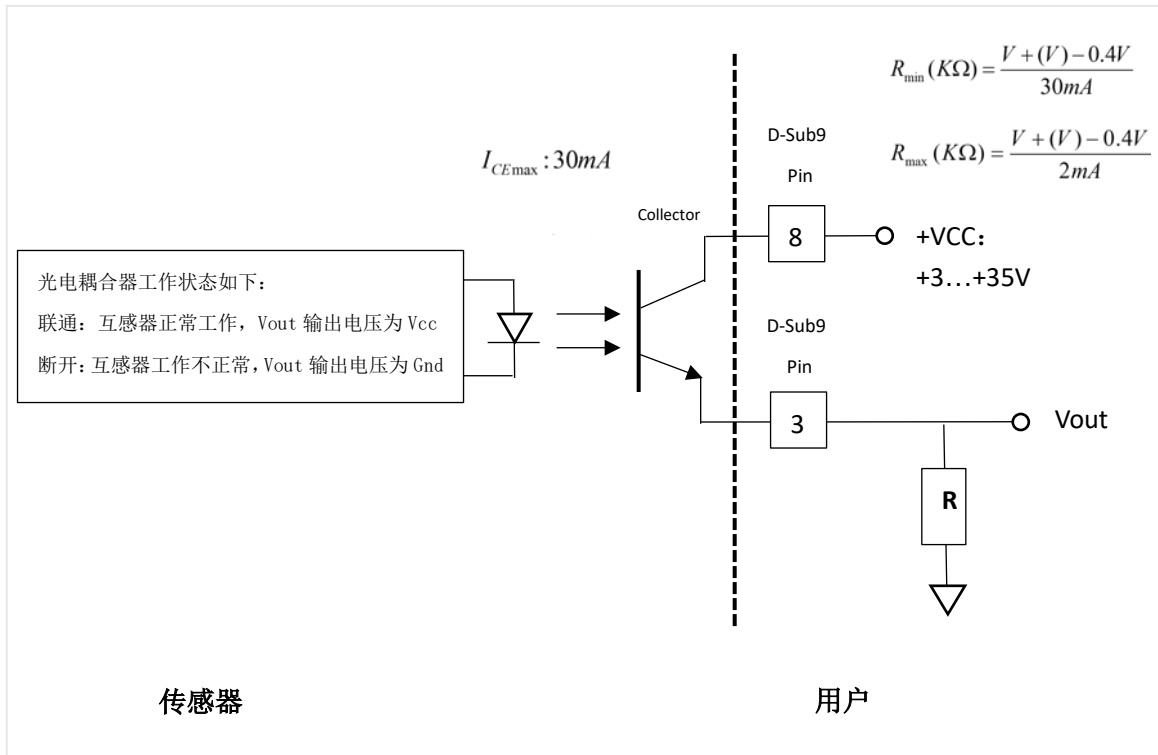 R_min(KΩ) = (V+(V)−0.4V) / 30mA
D-Sub9
Pin
I_CEmax : 30mA
R_max(KΩ) = (V+(V)−0.4V) / 2mA
Collector
8
+VCC：
+3…+35V
光电耦合器工作状态如下：
联通：互感器正常工作，Vout 输出电压为 Vcc
断开：互感器工作不正常，Vout 输出电压为 Gnd
D-Sub9
Pin
3
Vout
R
传感器
用户